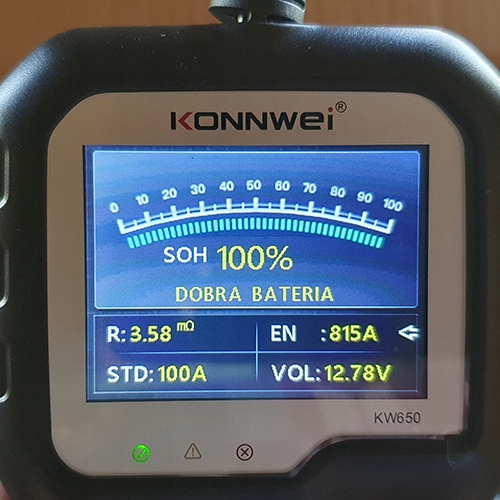 KONNWEI®
0 10 20 30 40 50 60 70 80 90 100
SOH 100%
DOBRA BATERIA
R: 3.58 mΩ EN : 815A
STD: 100A VOL: 12.78V
KW650